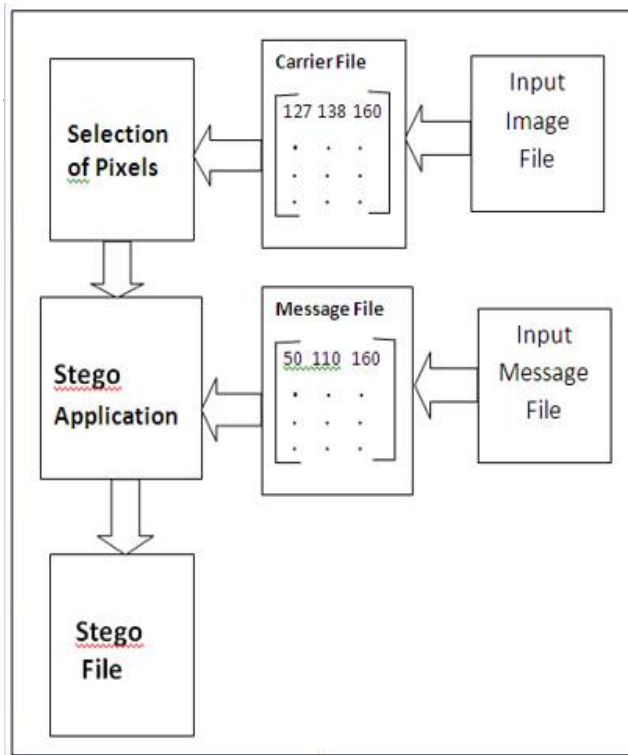 Selection
of Pixels
Carrier File
127 138 160
. . .
. . .
. . .
Input
Image
File
Stego
Application
Message File
50 110 160
. . .
. . .
. . .
Input
Message
File
Stego
File